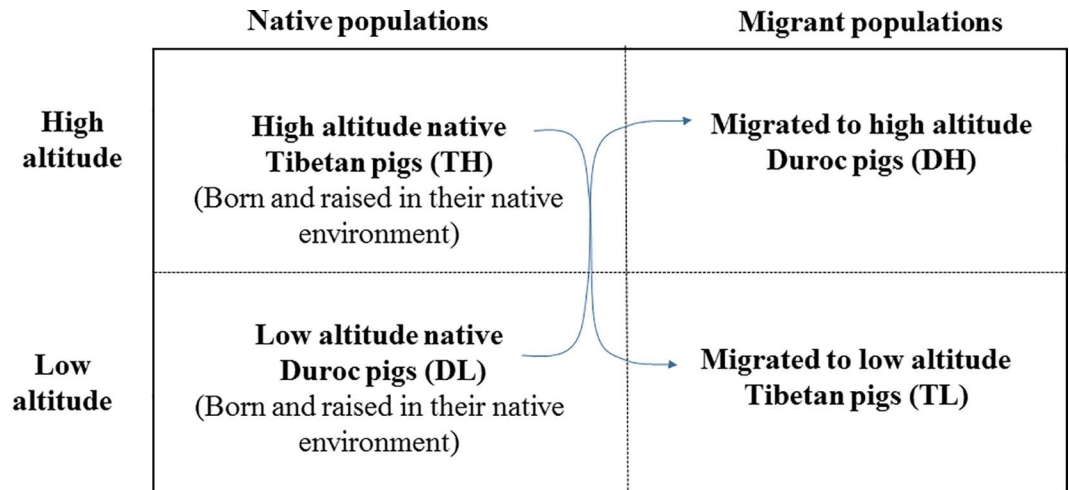 Native populations
Migrant populations
High
altitude
High altitude native
Tibetan pigs (TH)
(Born and raised in their native
environment)
Migrated to high altitude
Duroc pigs (DH)
Low
altitude
Low altitude native
Duroc pigs (DL)
(Born and raised in their native
environment)
Migrated to low altitude
Tibetan pigs (TL)